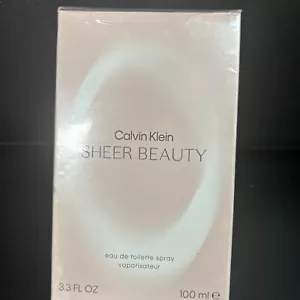 Calvin Klein
SHEER BEAUTY
eau de toilette spray
vaporisateur
3.3 FL OZ 100 ml ℮